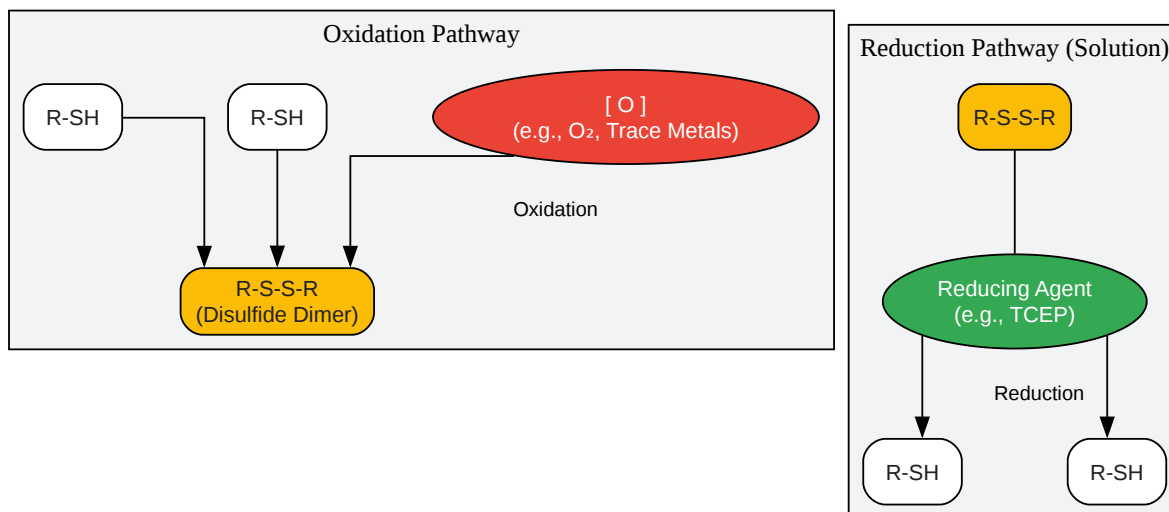 Oxidation Pathway
R-SH
R-SH
[ O ]
(e.g., O₂, Trace Metals)
Oxidation
R-S-S-R
(Disulfide Dimer)
Reduction Pathway (Solution)
R-S-S-R
Reducing Agent
(e.g., TCEP)
Reduction
R-SH
R-SH